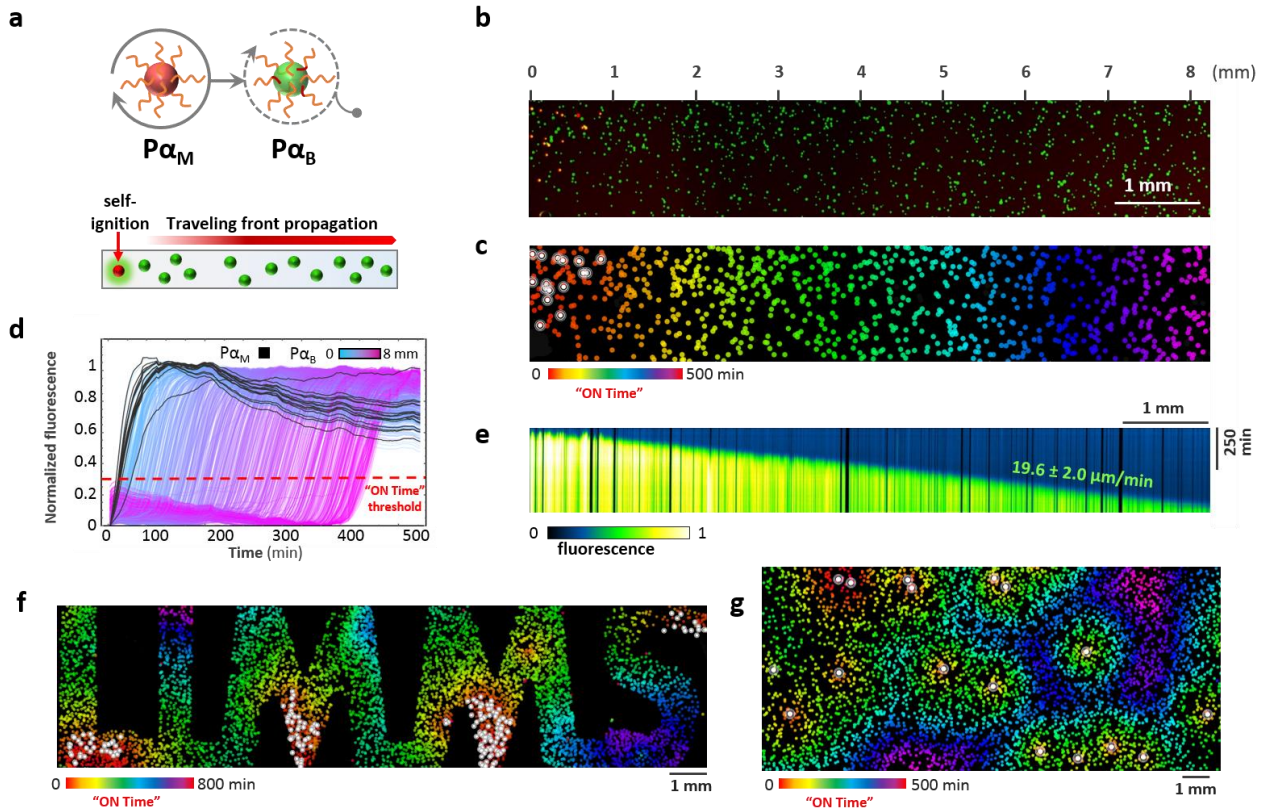 a
PαM
PαB
self-
ignition
Traveling front propagation
b
0 1 2 3 4 5 6 7 8 (mm)
1 mm
c
0 500 min
“ON Time”
d
Normalized fluorescence
1
0.8
0.6
0.4
0.2
0
0 100 200 300 400 500
Time (min)
PαM PαB 0 8 mm
“ON Time”
threshold
e
1 mm
250
min
19.6 ± 2.0 µm/min
0 1
fluorescence
f
0 800 min
“ON Time”
1 mm
g
0 500 min
“ON Time”
1 mm